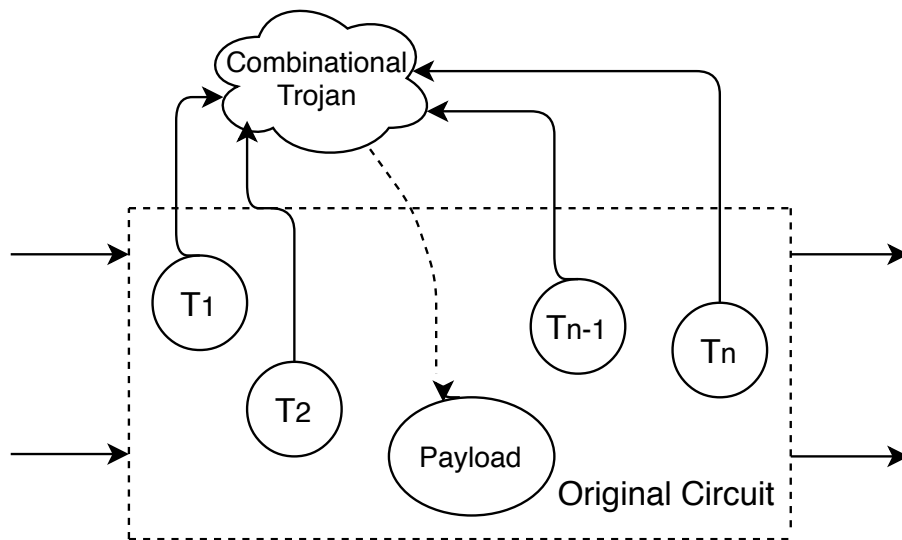 Combinational
Trojan
T1
Tn-1
Tn
T2
Payload
Original Circuit